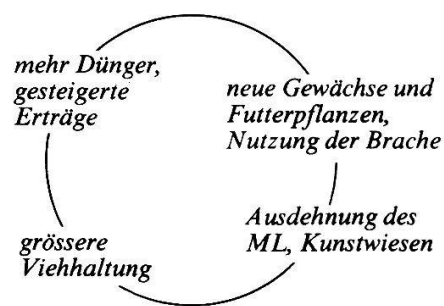 mehr Dünger,
gesteigerte
Erträge
neue Gewächse und
Futterpflanzen,
Nutzung der Brache
Ausdehnung des
ML, Kunstwiesen
grössere
Viehhaltung